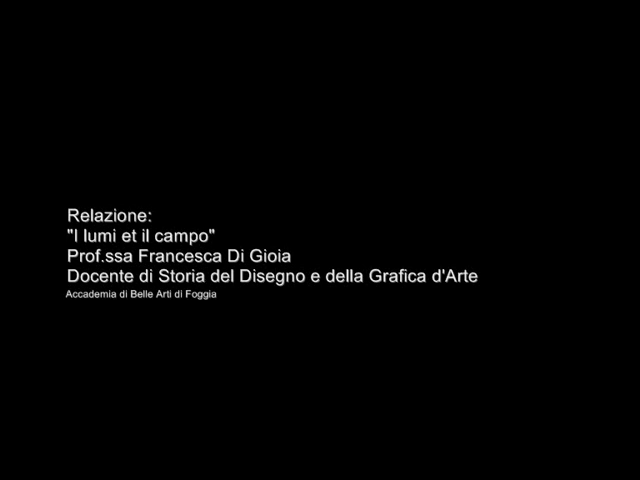 Relazione:
"I lumi et il campo"
Prof.ssa Francesca Di Gioia
Docente di Storia del Disegno e della Grafica d'Arte
Accademia di Belle Arti di Foggia